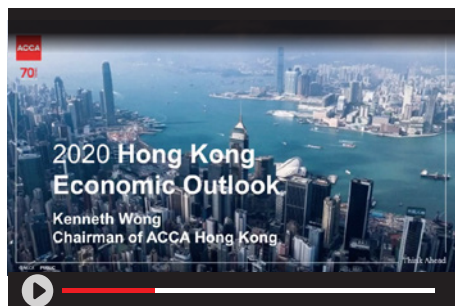 ACCA
70
2020 Hong Kong
Economic Outlook
Kenneth Wong
Chairman of ACCA Hong Kong
Think Ahead